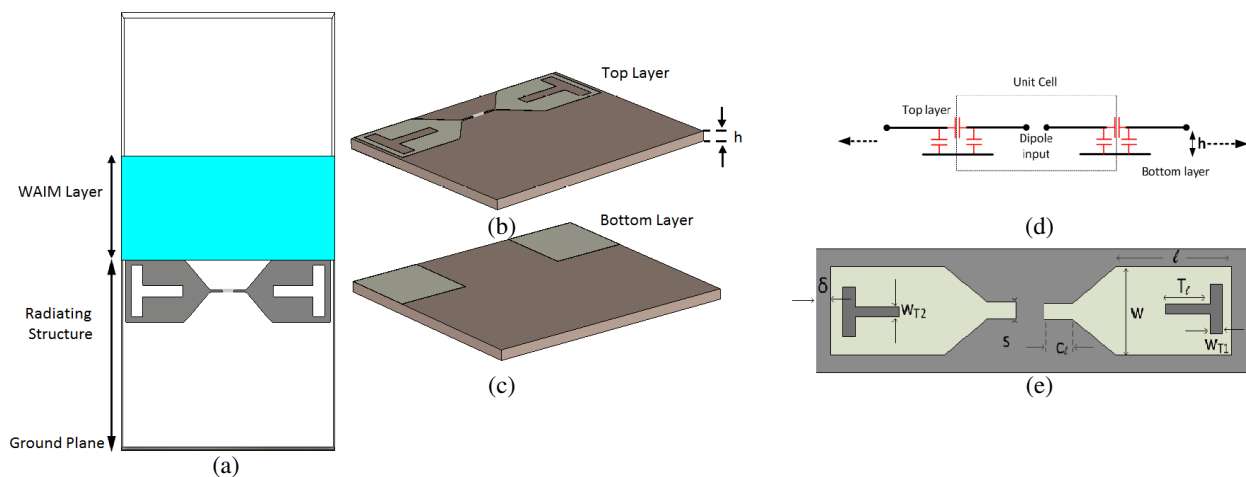 WAIM Layer
Radiating
Structure
Ground Plane
(a)
Top Layer
h
(b)
Bottom Layer
(c)
Unit Cell
Top layer
Dipole
input
h
Bottom layer
(d)
δ
W_T2
S
C_ℓ
ℓ
W
T_ℓ
W_T1
(e)